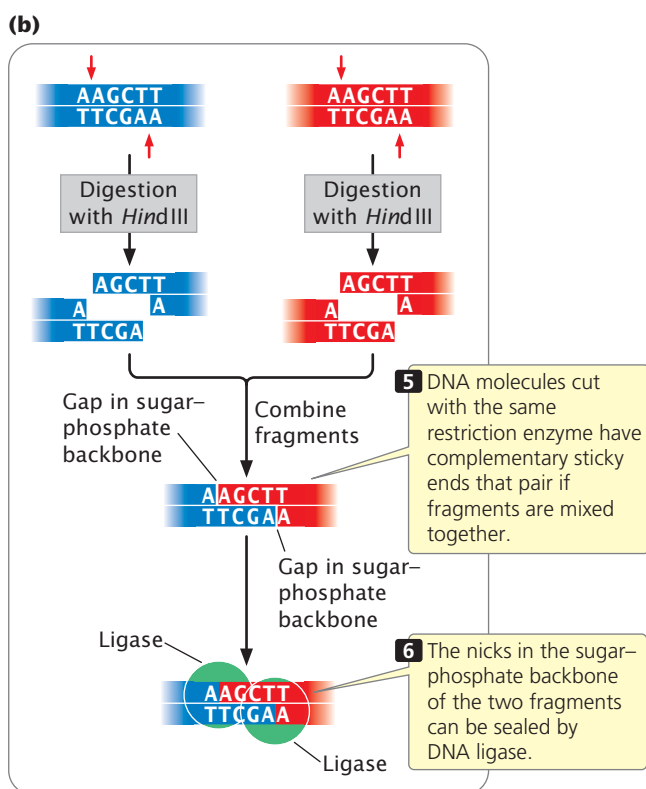 (b)
AAGCTT
TTCGAA
AAGCTT
TTCGAA
Digestion
with HindIII
Digestion
with HindIII
AGCTT
A A
TTCGA
AGCTT
A A
TTCGA
Gap in sugar–
phosphate
backbone
Combine
fragments
5 DNA molecules cut
with the same
restriction enzyme have
complementary sticky
ends that pair if
fragments are mixed
together.
AAGCTT
TTCGAA
Gap in sugar–
phosphate
backbone
Ligase
AAGCTT
TTCGAA
Ligase
6 The nicks in the sugar–
phosphate backbone
of the two fragments
can be sealed by
DNA ligase.